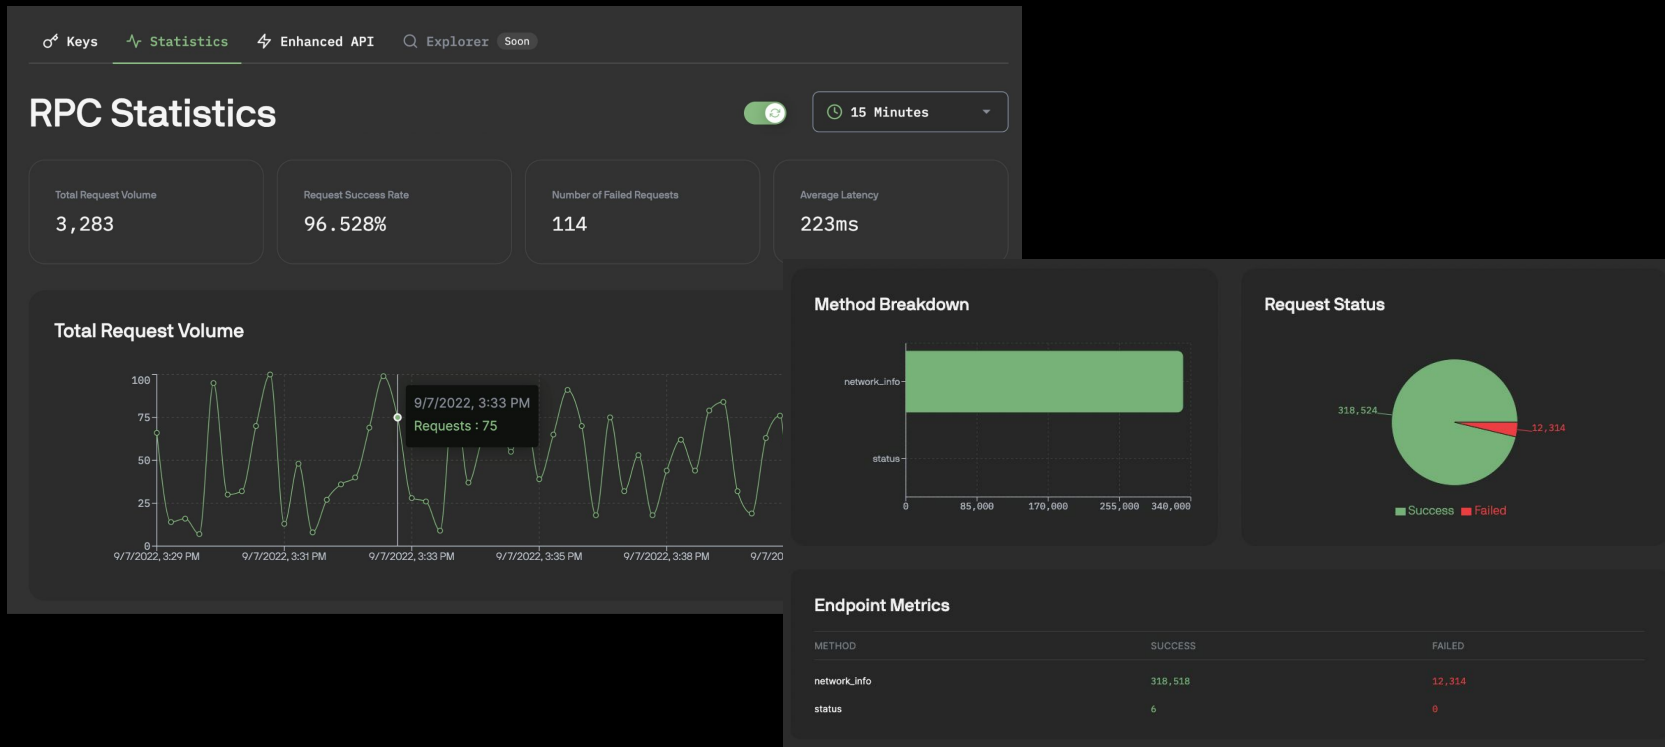 Keys Statistics Enhanced API Explorer Soon
RPC Statistics
15 Minutes
Total Request Volume
3,283
Request Success Rate
96.528%
Number of Failed Requests
114
Average Latency
223ms
Total Request Volume
100
75
50
25
0
9/7/2022, 3:33 PM
Requests : 75
9/7/2022, 3:29 PM 9/7/2022, 3:31 PM 9/7/2022, 3:33 PM 9/7/2022, 3:35 PM 9/7/2022, 3:38 PM 9/7/20
Method Breakdown
network_info
status
0 85,000 170,000 255,000 340,000
Request Status
318,524
12,314
Success Failed
Endpoint Metrics
METHOD SUCCESS FAILED
network_info 318,518 12,314
status 6 0